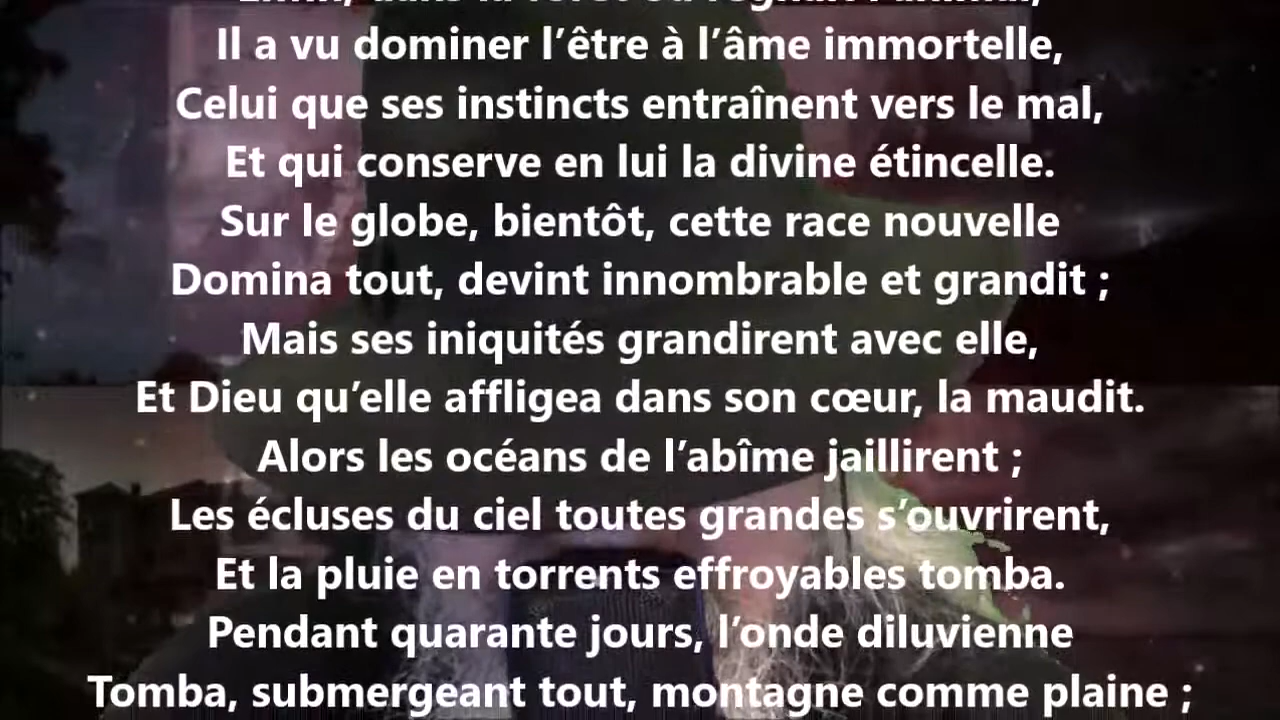 Il a vu dominer l’être à l’âme immortelle,
Celui que ses instincts entraînent vers le mal,
Et qui conserve en lui la divine étincelle.
Sur le globe, bientôt, cette race nouvelle
Domina tout, devint innombrable et grandit ;
Mais ses iniquités grandirent avec elle,
Et Dieu qu’elle affligea dans son cœur, la maudit.
Alors les océans de l’abîme jaillirent ;
Les écluses du ciel toutes grandes s’ouvrirent,
Et la pluie en torrents effroyables tomba.
Pendant quarante jours, l’onde diluvienne
Tomba, submergeant tout, montagne comme plaine ;